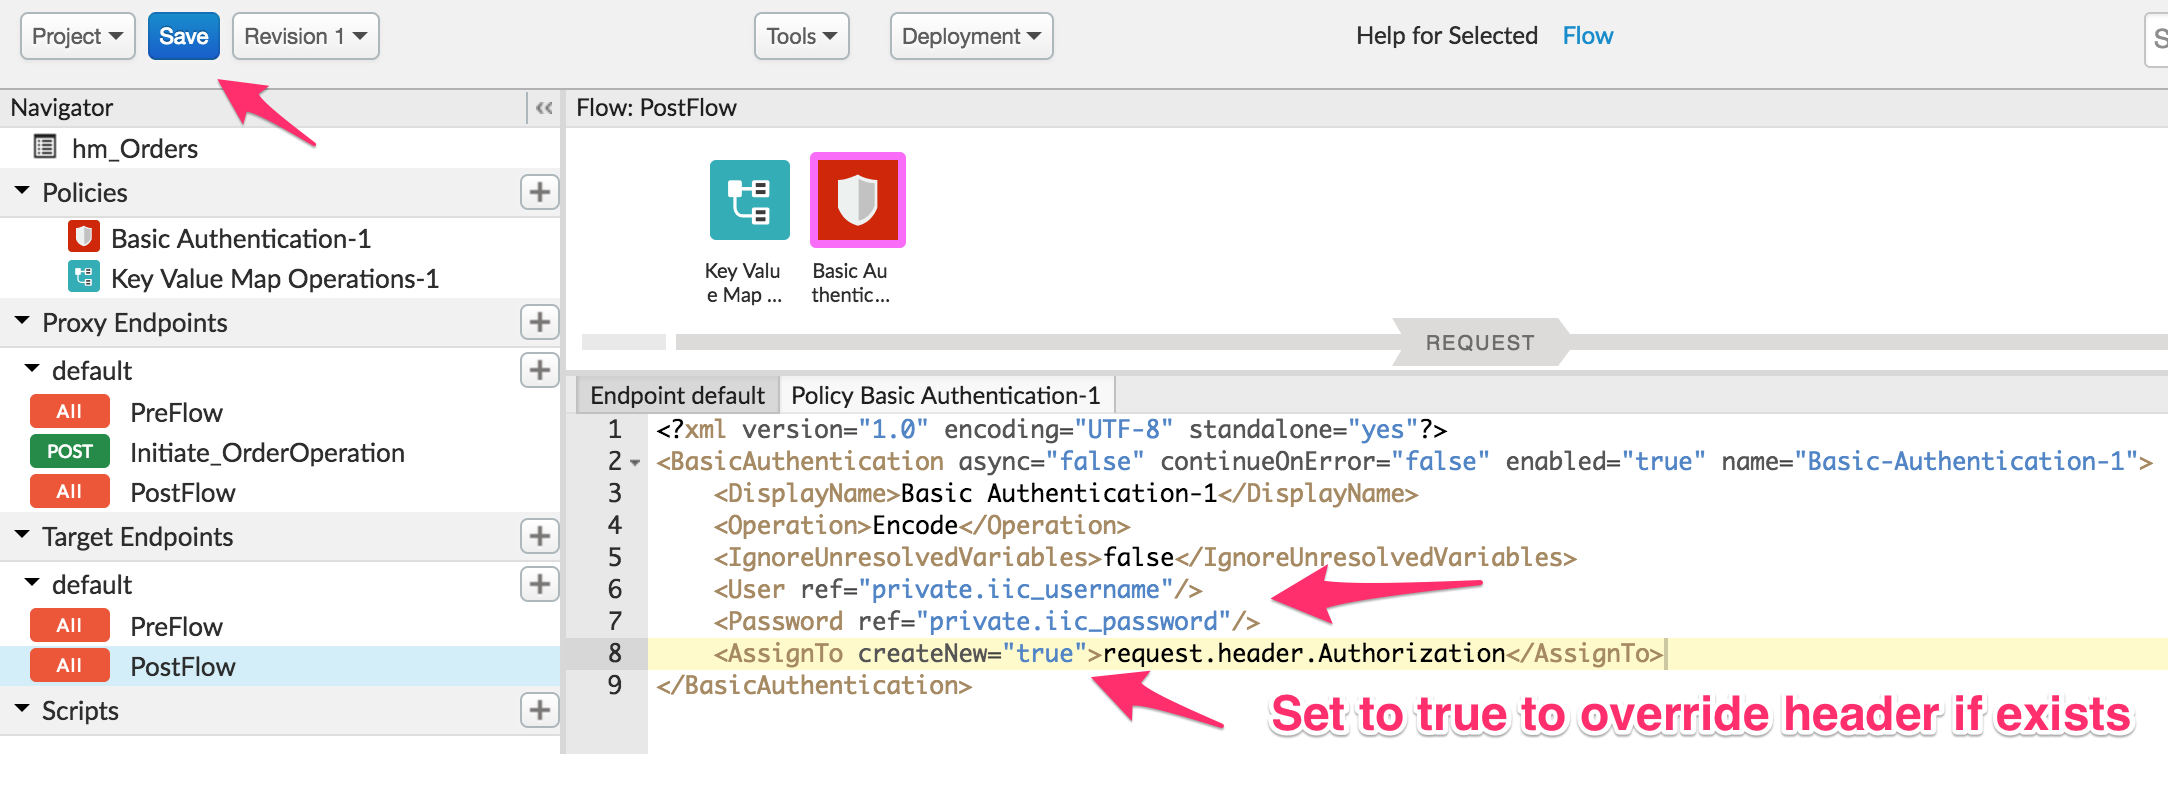 Project
Save
Revision 1
Tools
Deployment
Help for Selected Flow
S
Navigator
«
Flow: PostFlow
hm_Orders
Policies
Basic Authentication-1
Key Value Map Operations-1
Proxy Endpoints
default
All PreFlow
POST Initiate_OrderOperation
All PostFlow
Target Endpoints
default
All PreFlow
All PostFlow
Scripts
Key Valu
e Map ...
Basic Au
thentic...
REQUEST
Endpoint default
Policy Basic Authentication-1
1 <?xml version="1.0" encoding="UTF-8" standalone="yes"?>
2 <BasicAuthentication async="false" continueOnError="false" enabled="true" name="Basic-Authentication-1">
3 <DisplayName>Basic Authentication-1</DisplayName>
4 <Operation>Encode</Operation>
5 <IgnoreUnresolvedVariables>false</IgnoreUnresolvedVariables>
6 <User ref="private.iic_username"/>
7 <Password ref="private.iic_password"/>
8 <AssignTo createNew="true">request.header.Authorization</AssignTo>
9 </BasicAuthentication>
Set to true to override header if exists